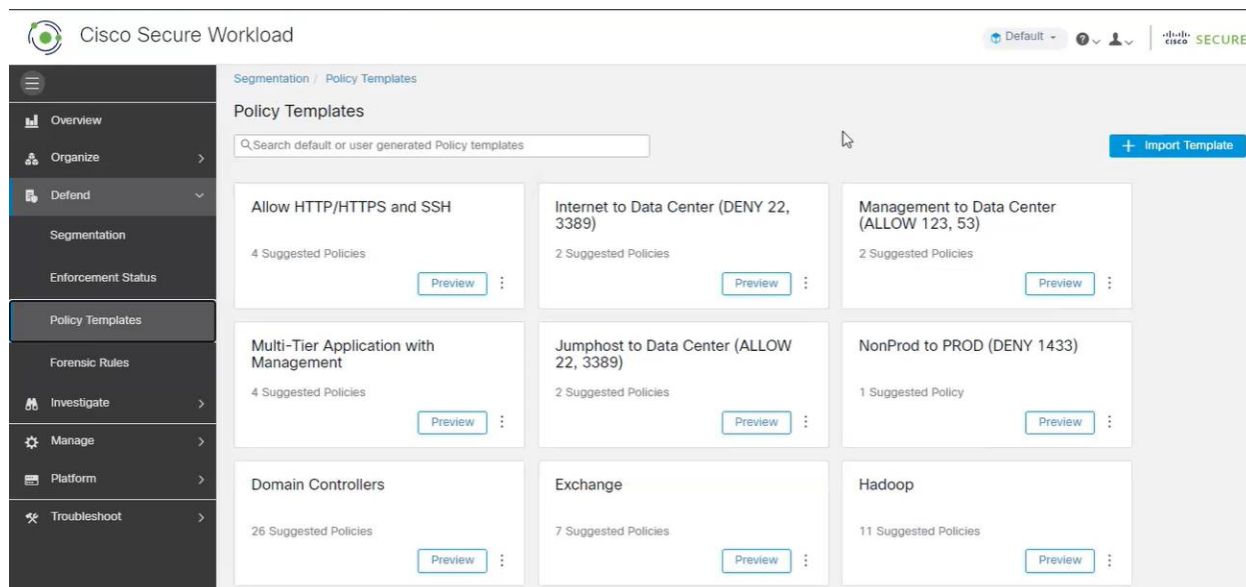 Cisco Secure Workload
Default
cisco SECURE
Segmentation / Policy Templates
Policy Templates
Search default or user generated Policy templates
+ Import Template
Overview
Organize
Defend
Segmentation
Enforcement Status
Policy Templates
Forensic Rules
Investigate
Manage
Platform
Troubleshoot
Allow HTTP/HTTPS and SSH
4 Suggested Policies
Preview
Internet to Data Center (DENY 22,
3389)
2 Suggested Policies
Preview
Management to Data Center
(ALLOW 123, 53)
2 Suggested Policies
Preview
Multi-Tier Application with
Management
4 Suggested Policies
Preview
Jumphost to Data Center (ALLOW
22, 3389)
2 Suggested Policies
Preview
NonProd to PROD (DENY 1433)
1 Suggested Policy
Preview
Domain Controllers
26 Suggested Policies
Preview
Exchange
7 Suggested Policies
Preview
Hadoop
11 Suggested Policies
Preview